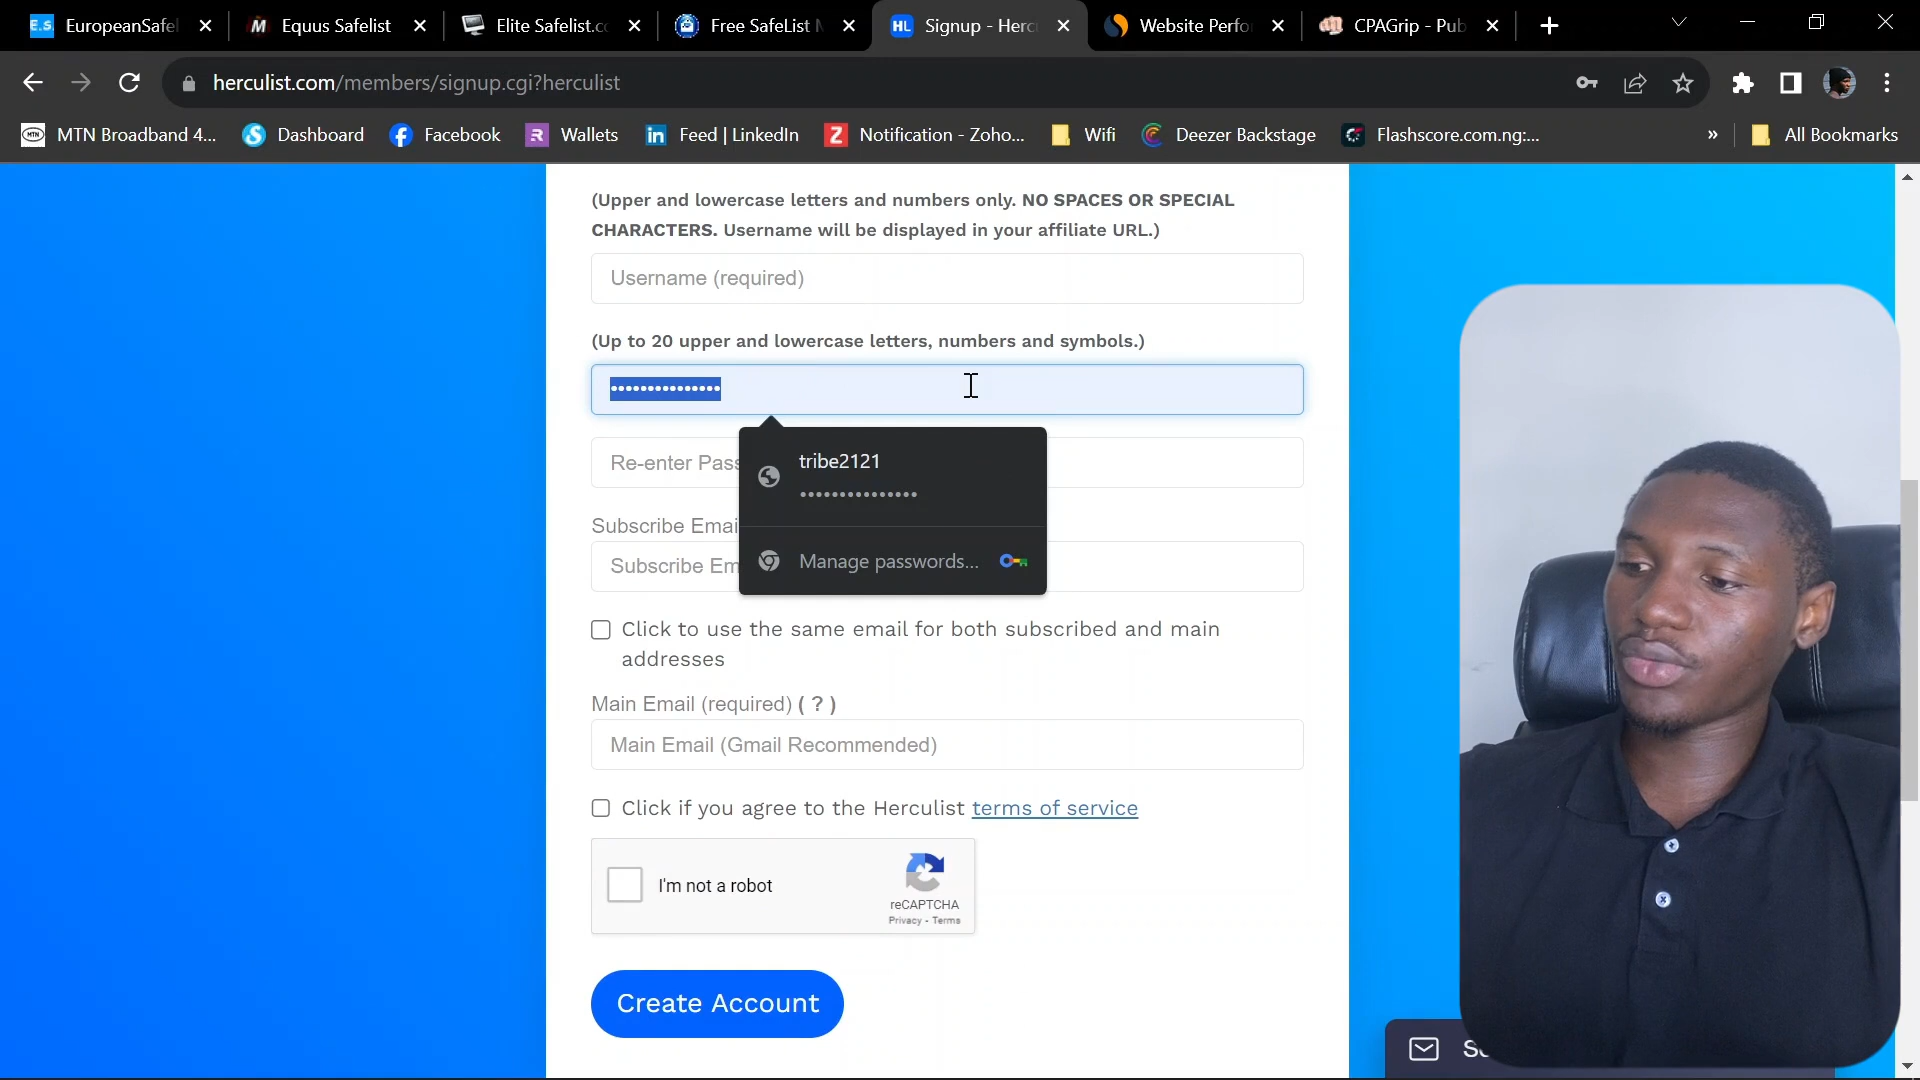 EuropeanSafel
Equus Safelist
Elite Safelist.co
Free SafeList M
HL
Signup - Herc
Website Perfo
CPAGrip - Pub
herculist.com/members/signup.cgi?herculist
MTN Broadband 4...
Dashboard
Facebook
Wallets
Feed | LinkedIn
Notification - Zoho...
Wifi
Deezer Backstage
Flashscore.com.ng:...
»
All Bookmarks
(Upper and lowercase letters and numbers only. NO SPACES OR SPECIAL
CHARACTERS. Username will be displayed in your affiliate URL.)
Username (required)
(Up to 20 upper and lowercase letters, numbers and symbols.)
•••••••••••••••
Re-enter Pass
tribe2121
•••••••••••••••
Manage passwords...
Subscribe Emai
Subscribe Em
Click to use the same email for both subscribed and main
addresses
Main Email (required) ( ? )
Main Email (Gmail Recommended)
Click if you agree to the Herculist terms of service
I'm not a robot
reCAPTCHA
Privacy - Terms
Create Account